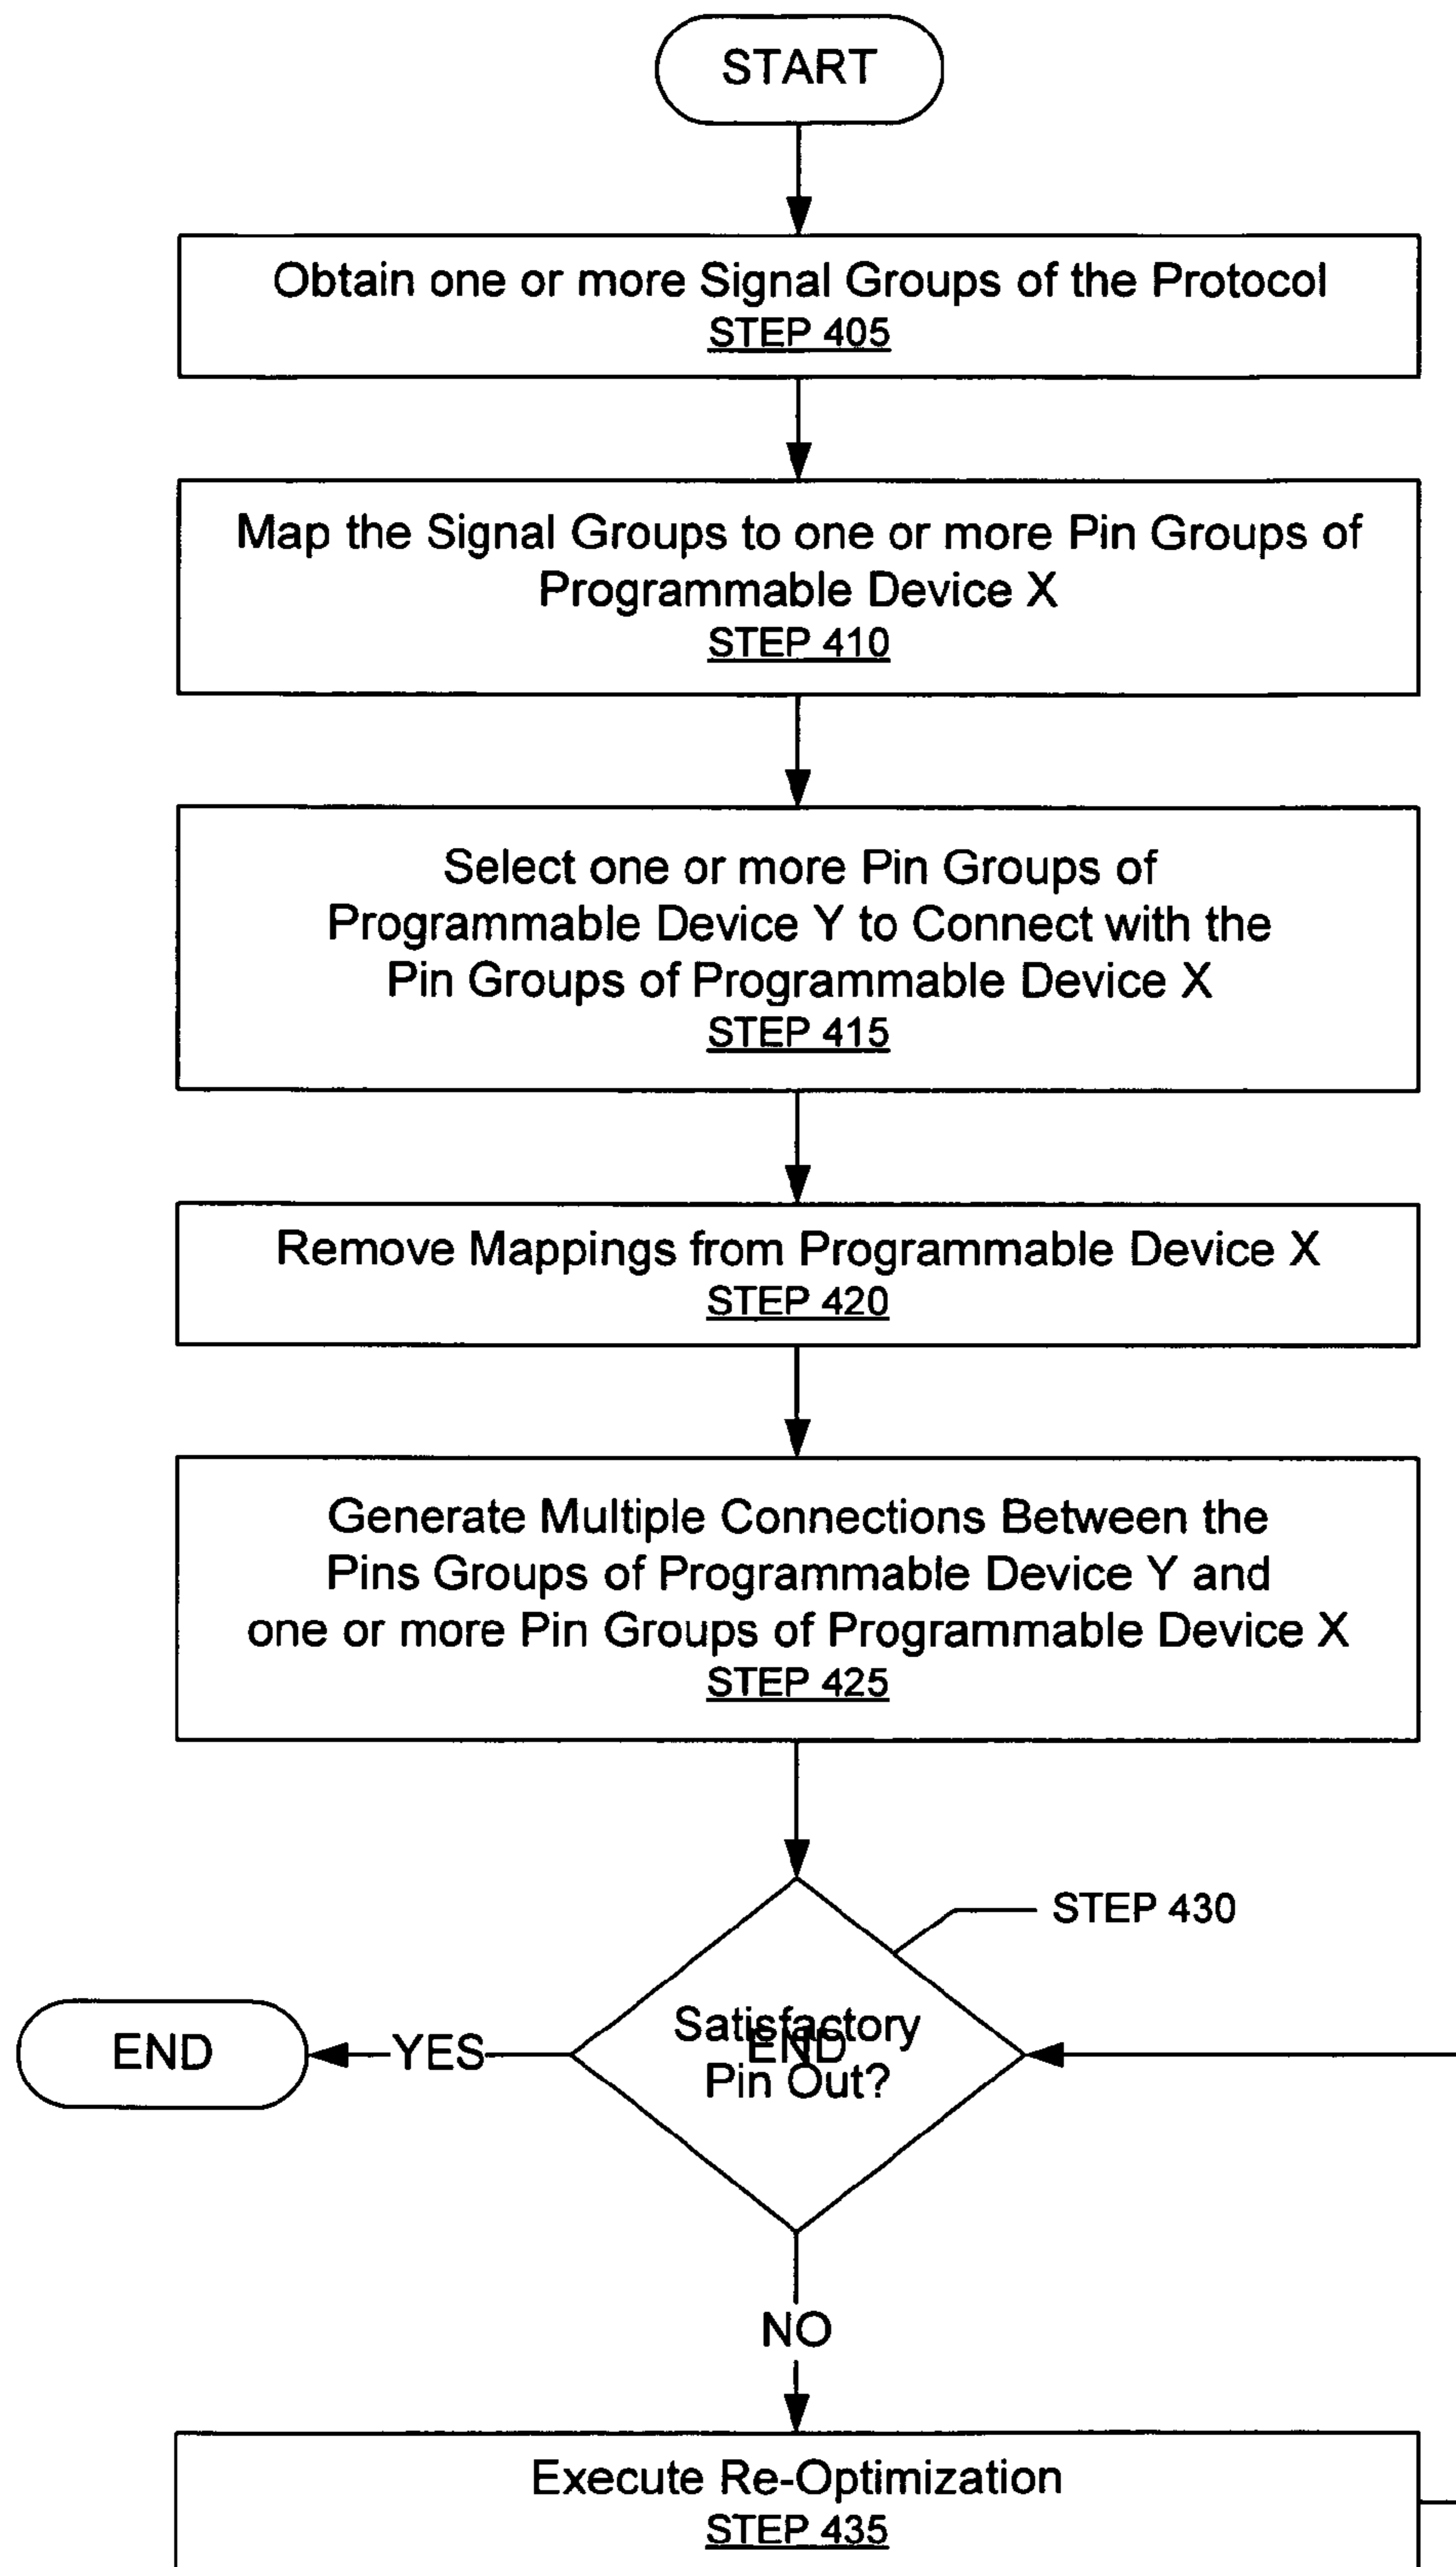 START
Obtain one or more Signal Groups of the Protocol
STEP 405
Map the Signal Groups to one or more Pin Groups of
Programmable Device X
STEP 410
Select one or more Pin Groups of
Programmable Device Y to Connect with the
Pin Groups of Programmable Device X
STEP 415
Remove Mappings from Programmable Device X
STEP 420
Generate Multiple Connections Between the
Pins Groups of Programmable Device Y and
one or more Pin Groups of Programmable Device X
STEP 425
STEP 430
Satisfactory
END
Pin Out?
YES
END
NO
Execute Re-Optimization
STEP 435